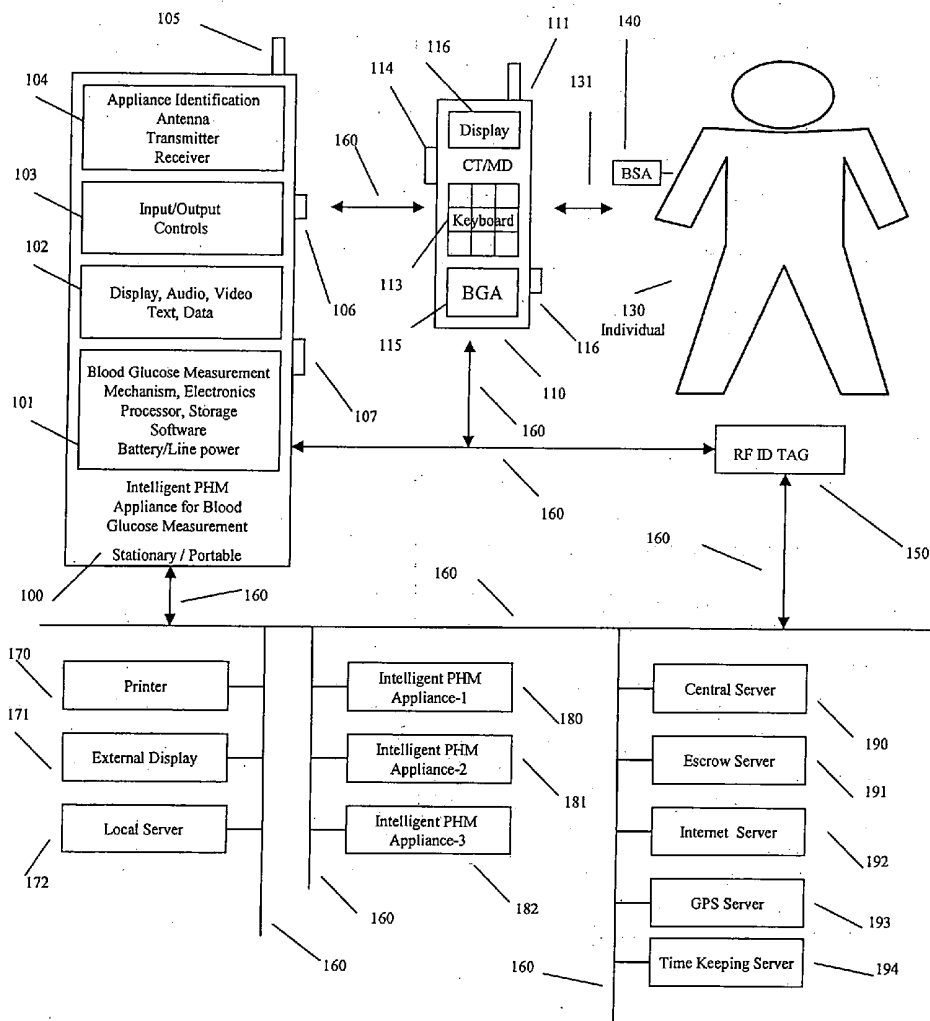 105
104
Appliance Identification
Antenna
Transmitter
Receiver
103
Input/Output
Controls
102
Display, Audio, Video
Text, Data
106
101
Blood Glucose Measurement
Mechanism, Electronics
Processor, Storage
Software
Battery/Line power
107
Intelligent PHM
Appliance for Blood
Glucose Measurement
Stationary / Portable
100
160
160
116
111
114
Display
CT/MD
Keyboard
113
BGA
115
116
110
160
160
131
140
BSA
130
Individual
RF ID TAG
150
160
160
170
Printer
171
External Display
Local Server
172
Intelligent PHM
Appliance-1
180
Intelligent PHM
Appliance-2
181
Intelligent PHM
Appliance-3
182
160
160
Central Server
190
Escrow Server
191
Internet Server
192
GPS Server
193
160
Time Keeping Server
194